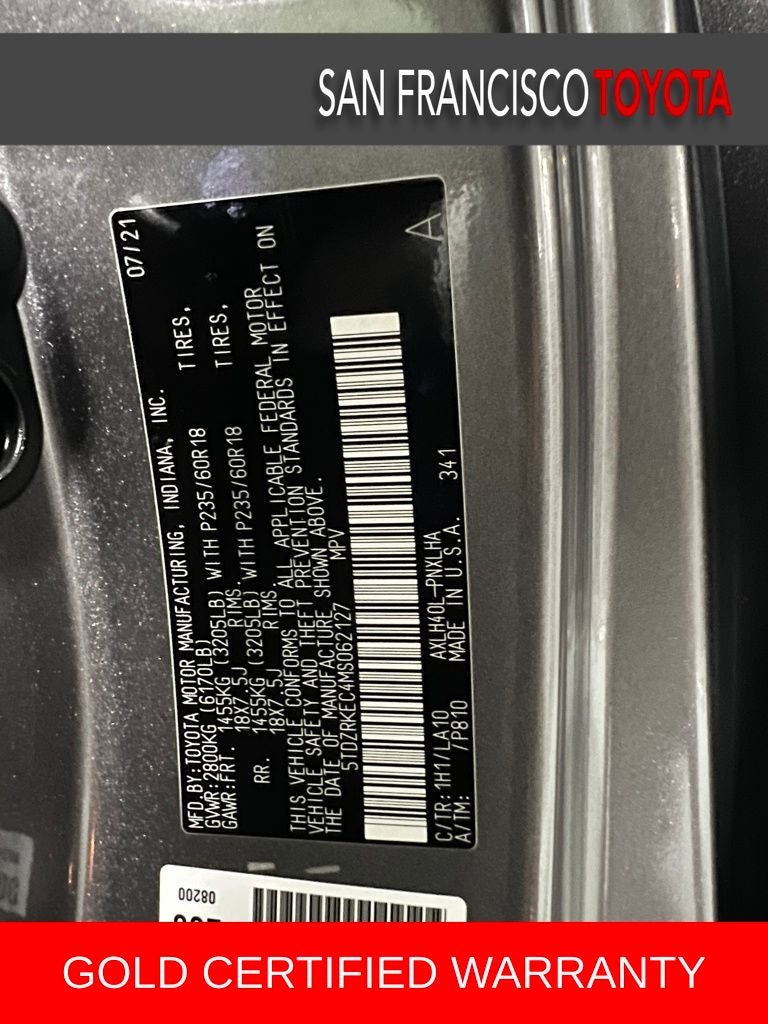 SAN FRANCISCO TOYOTA
07/21
MFD.BY:TOYOTA MOTOR MANUFACTURING, INDIANA, INC.
GVWR:2800KG (6170LB)
GAWR:FRT. 1455KG (3205LB) WITH P235/60R18 TIRES,
18X7.5J RIMS.
RR. 1455KG (3205LB) WITH P235/60R18 TIRES,
18X7.5J RIMS.
THIS VEHICLE CONFORMS TO ALL APPLICABLE FEDERAL MOTOR
VEHICLE SAFETY AND THEFT PREVENTION STANDARDS IN EFFECT ON
THE DATE OF MANUFACTURE SHOWN ABOVE.
5TDZRKEC4MS062127 MPV
A
C/TR:1H1/LA10 AXLH40L-PNXLHA
A/TM: /P810 MADE IN U.S.A. 341
08200
GOLD CERTIFIED WARRANTY